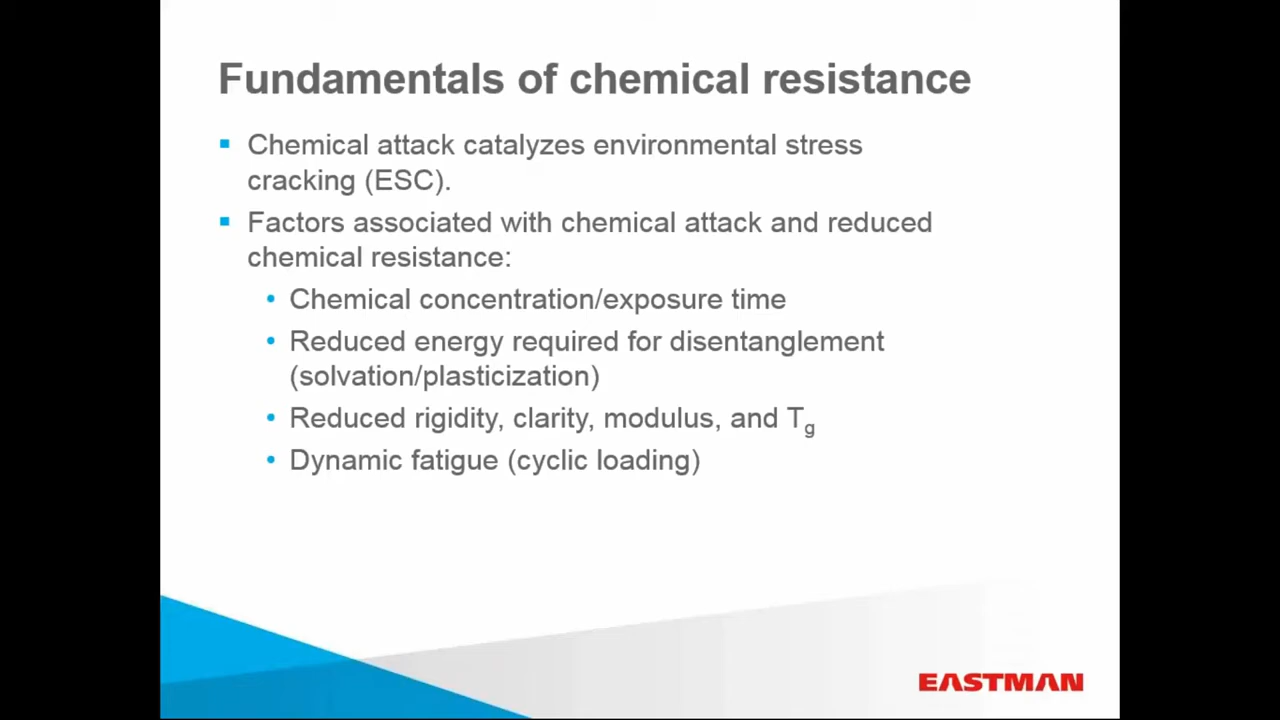 Fundamentals of chemical resistance
▪ Chemical attack catalyzes environmental stress
cracking (ESC).
▪ Factors associated with chemical attack and reduced
chemical resistance:
• Chemical concentration/exposure time
• Reduced energy required for disentanglement
(solvation/plasticization)
• Reduced rigidity, clarity, modulus, and Tg
• Dynamic fatigue (cyclic loading)
EASTMAN